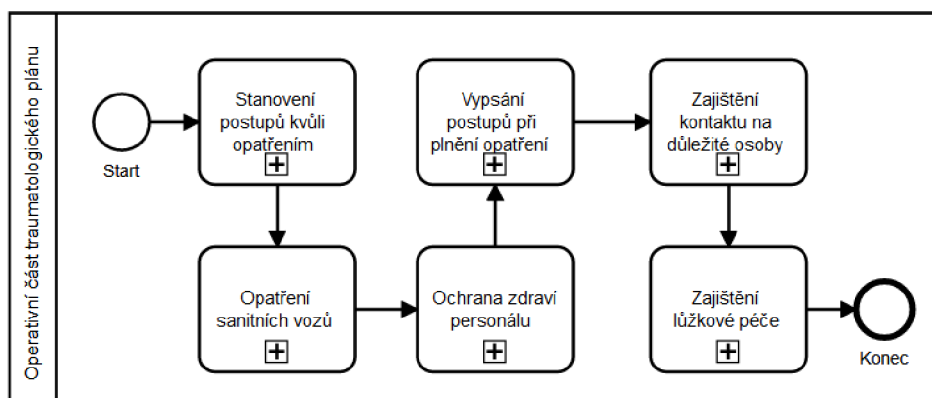 Operativní část traumatologického plánu
Start
Stanovení
postupů kvůli
opatřením
Opatření
sanitních vozů
Ochrana zdraví
personálu
Vypsání
postupů při
plnění opatření
Zajištění
kontaktu na
důležité osoby
Zajištění
lůžkové péče
Konec